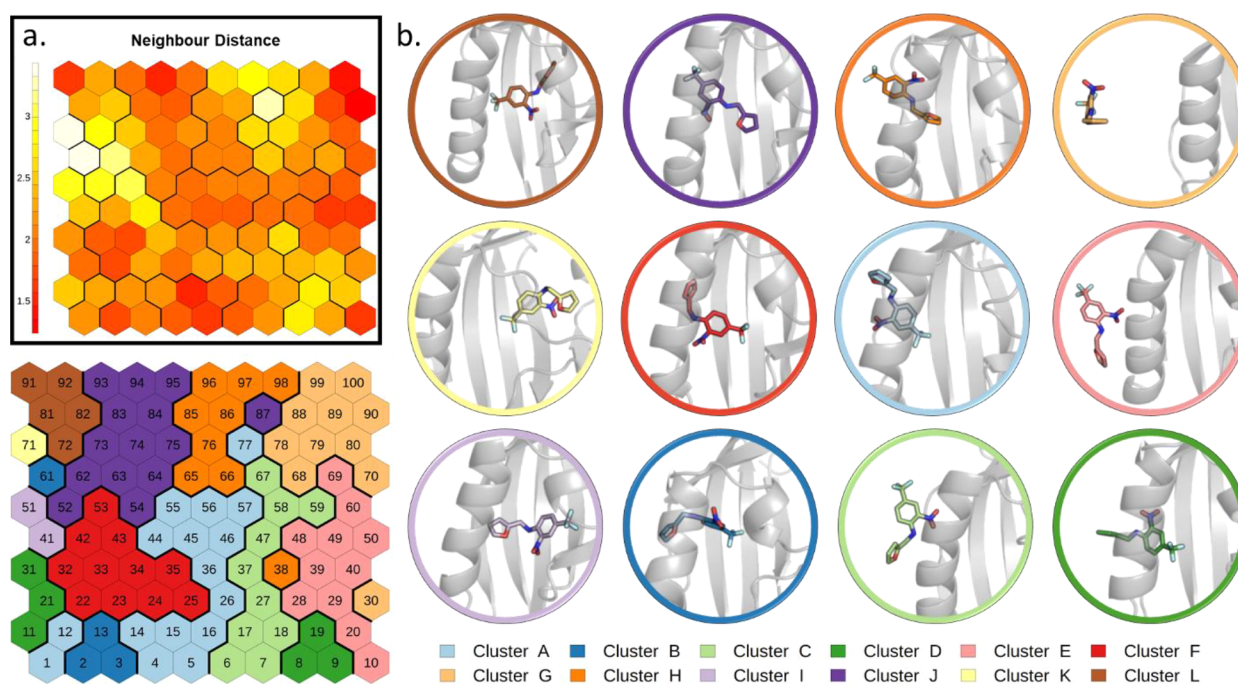 a.
Neighbour Distance
3
2.5
2
1.5
91 92 93 94 95 96 97 98 99 100
81 82 83 84 85 86 87 88 89 90
71 72 73 74 75 76 77 78 79 80
61 62 63 64 65 66 67 68 69 70
51 52 53 54 55 56 57 58 59 60
41 42 43 44 45 46 47 48 49 50
31 32 33 34 35 36 37 38 39 40
21 22 23 24 25 26 27 28 29 30
11 12 13 14 15 16 17 18 19 20
1 2 3 4 5 6 7 8 9 10
b.
Cluster A Cluster B Cluster C Cluster D Cluster E Cluster F
Cluster G Cluster H Cluster I Cluster J Cluster K Cluster L